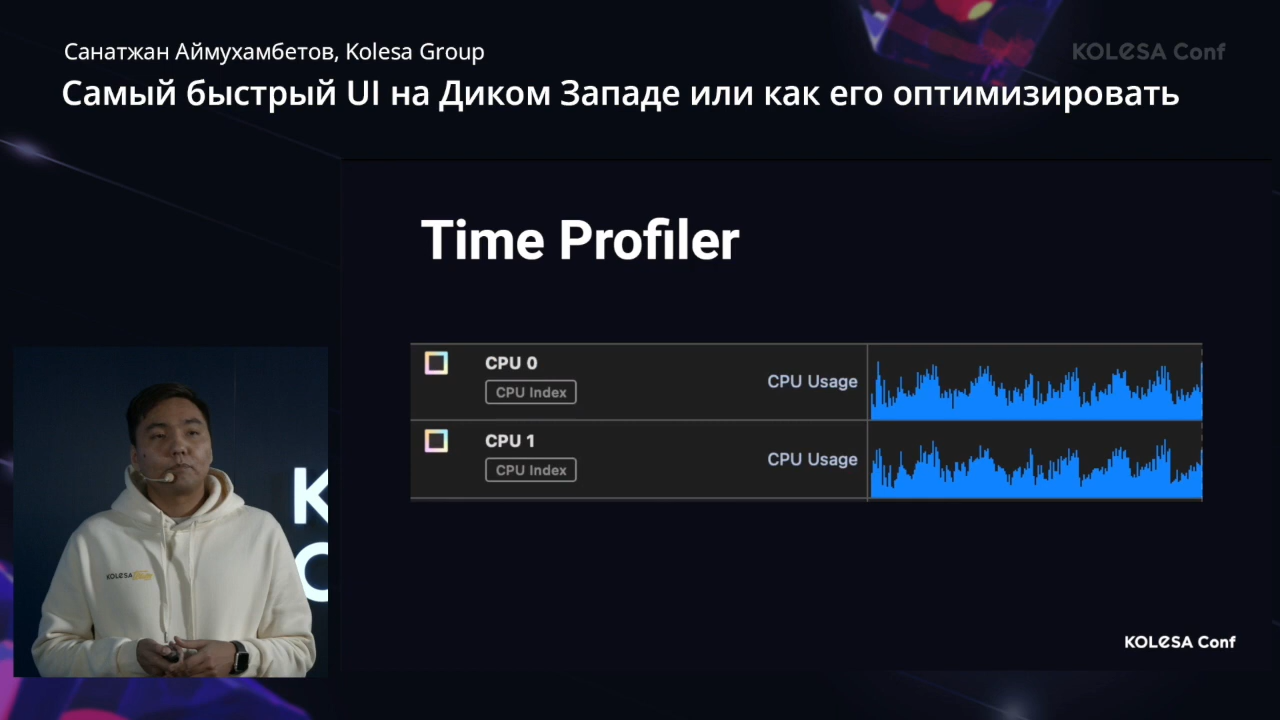 Санатжан Аймухамбетов, Kolesa Group
KOLESA Conf
Самый быстрый UI на Диком Западе или как его оптимизировать
Time Profiler
CPU 0
CPU Index
CPU Usage
CPU 1
CPU Index
CPU Usage
KOLESA
KOLESA Conf